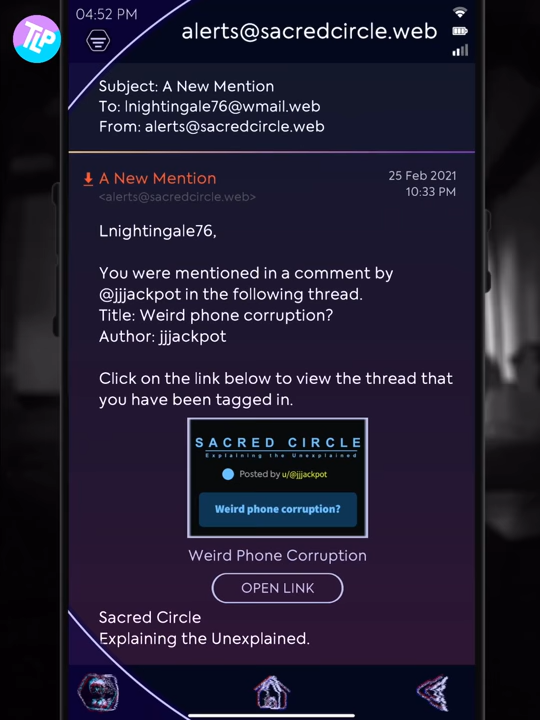 04:52 PM
TLP
alerts@sacredcircle.web
Subject: A New Mention
To: lnightingale76@wmail.web
From: alerts@sacredcircle.web
A New Mention
25 Feb 2021
<alerts@sacredcircle.web>
10:33 PM
Lnightingale76,
You were mentioned in a comment by
@jjjackpot in the following thread.
Title: Weird phone corruption?
Author: jjjackpot
Click on the link below to view the thread that
you have been tagged in.
SACRED CIRCLE
Explaining the Unexplained
Posted by u/@jjjackpot
Weird phone corruption?
Weird Phone Corruption
OPEN LINK
Sacred Circle
Explaining the Unexplained.